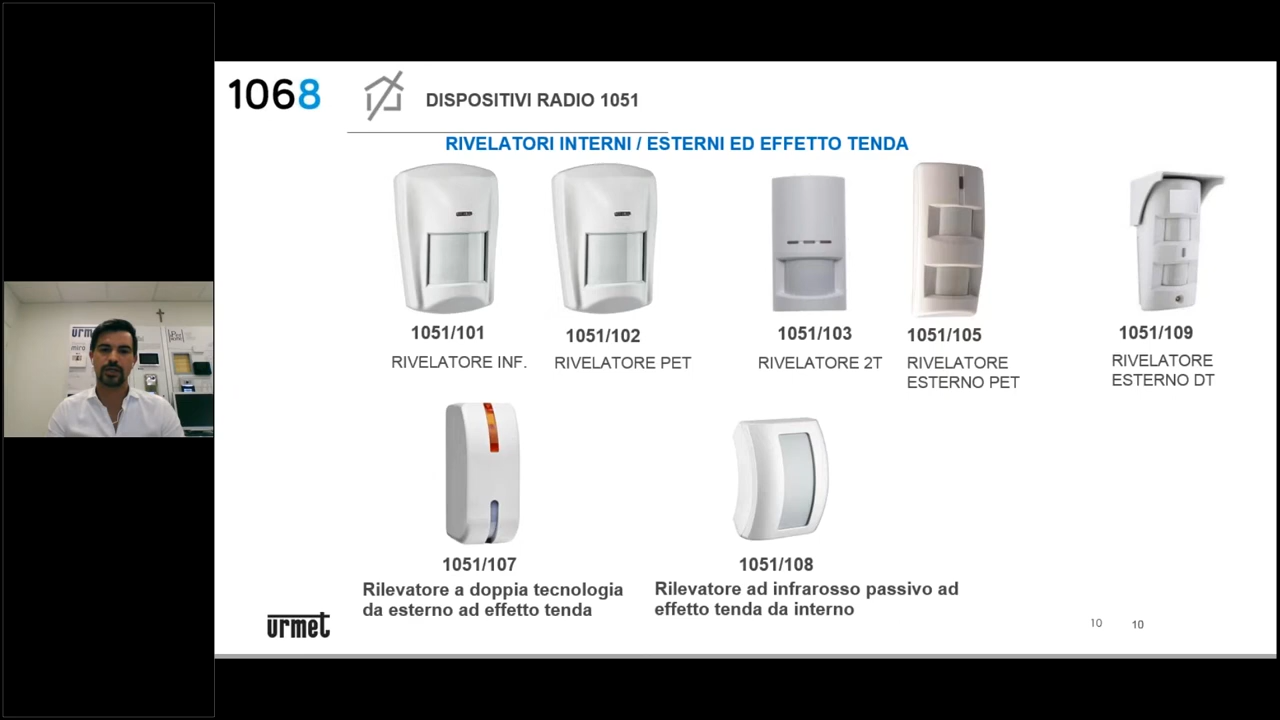 1068
DISPOSITIVI RADIO 1051
RIVELATORI INTERNI / ESTERNI ED EFFETTO TENDA
1051/101
RIVELATORE INF.
1051/102
RIVELATORE PET
1051/103
RIVELATORE 2T
1051/105
RIVELATORE
ESTERNO PET
1051/109
RIVELATORE
ESTERNO DT
1051/107
Rilevatore a doppia tecnologia
da esterno ad effetto tenda
1051/108
Rilevatore ad infrarosso passivo ad
effetto tenda da interno
urmet
10
10